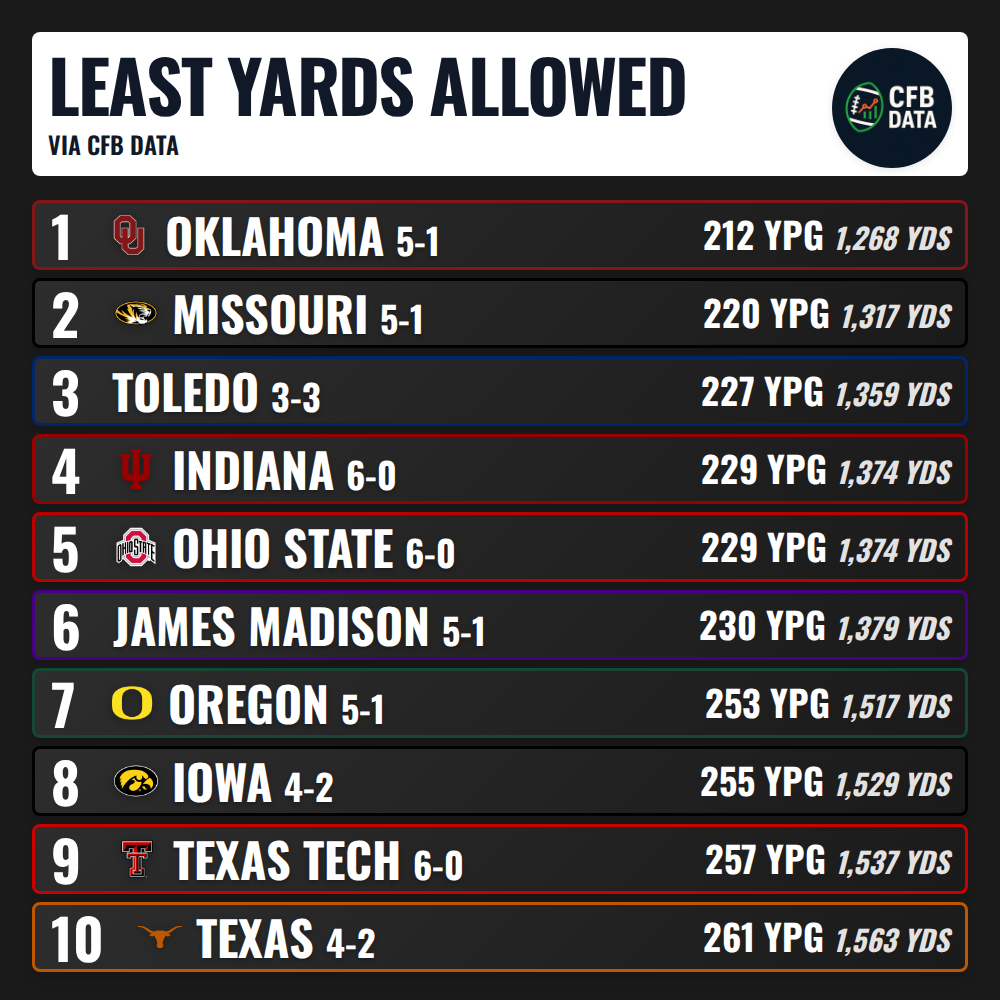 LEAST YARDS ALLOWED
VIA CFB DATA
CFB
DATA
1 OKLAHOMA 5-1 212 YPG 1,268 YDS
2 MISSOURI 5-1 220 YPG 1,317 YDS
3 TOLEDO 3-3 227 YPG 1,359 YDS
4 INDIANA 6-0 229 YPG 1,374 YDS
5 OHIO STATE 6-0 229 YPG 1,374 YDS
6 JAMES MADISON 5-1 230 YPG 1,379 YDS
7 OREGON 5-1 253 YPG 1,517 YDS
8 IOWA 4-2 255 YPG 1,529 YDS
9 TEXAS TECH 6-0 257 YPG 1,537 YDS
10 TEXAS 4-2 261 YPG 1,563 YDS